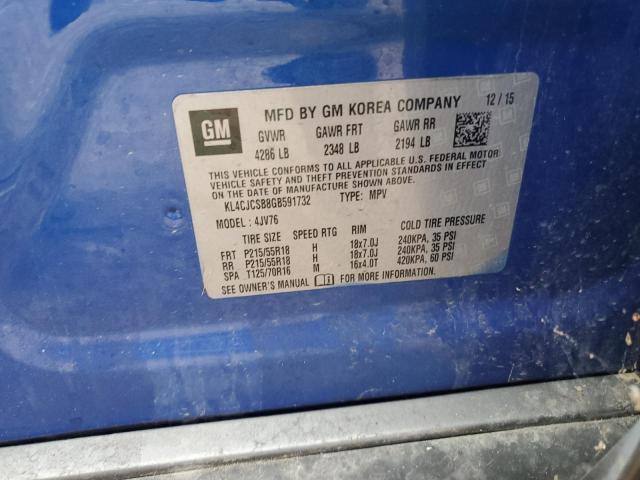 GM
MFD BY GM KOREA COMPANY 12 / 15
GVWR GAWR FRT GAWR RR
4286 LB 2348 LB 2194 LB
THIS VEHICLE CONFORMS TO ALL APPLICABLE U.S. FEDERAL MOTOR
VEHICLE SAFETY AND THEFT PREVENTION STANDARDS IN EFFECT
ON THE DATE OF MANUFACTURE SHOWN ABOVE.
KL4CJCSB8GB591732 TYPE: MPV
MODEL: 4JV76
TIRE SIZE SPEED RTG RIM COLD TIRE PRESSURE
FRT P215/55R18 H 18x7.0J 240KPA, 35 PSI
RR P215/55R18 H 18x7.0J 240KPA, 35 PSI
SPA T125/70R16 M 16x4.0T 420KPA, 60 PSI
SEE OWNER'S MANUAL FOR MORE INFORMATION.